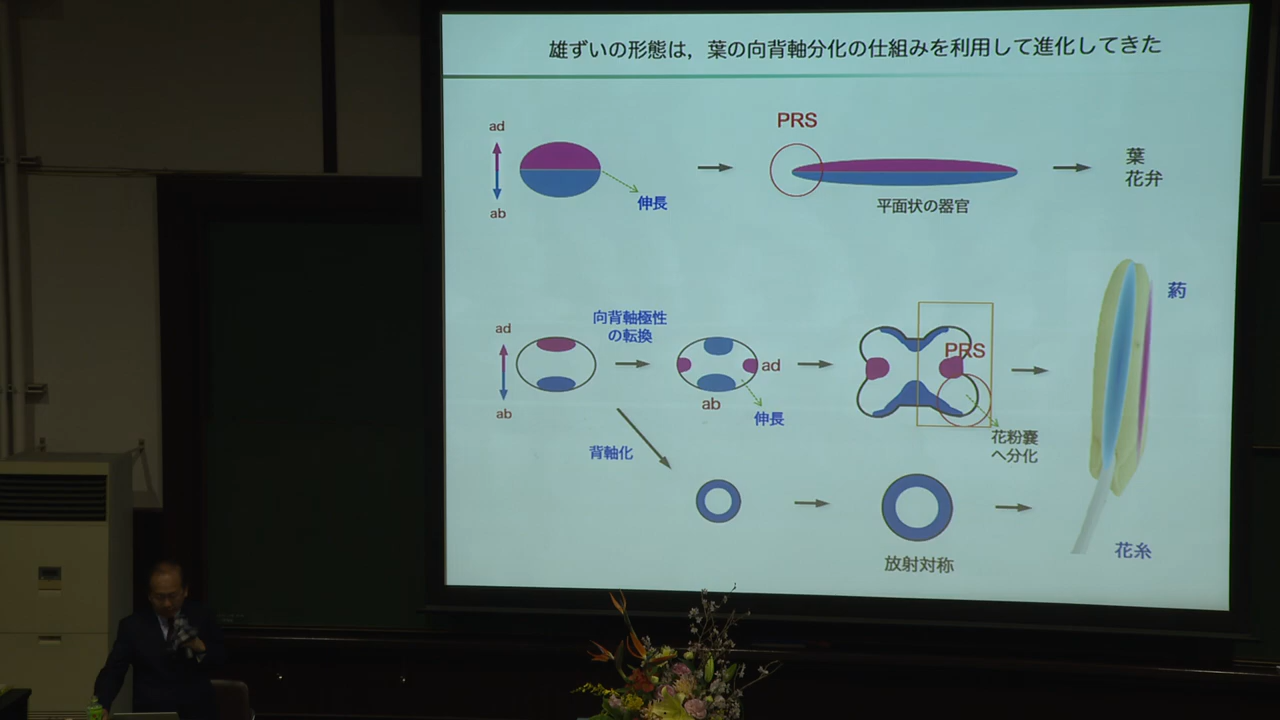 雄ずいの形態は，葉の向背軸分化の仕組みを利用して進化してきた
PRS
ad
ab
伸長
平面状の器官
葉
花弁
向背軸極性
の転換
ad
ab
ad
ab
伸長
PRS
花粉嚢
へ分化
葯
背軸化
放射対称
花糸